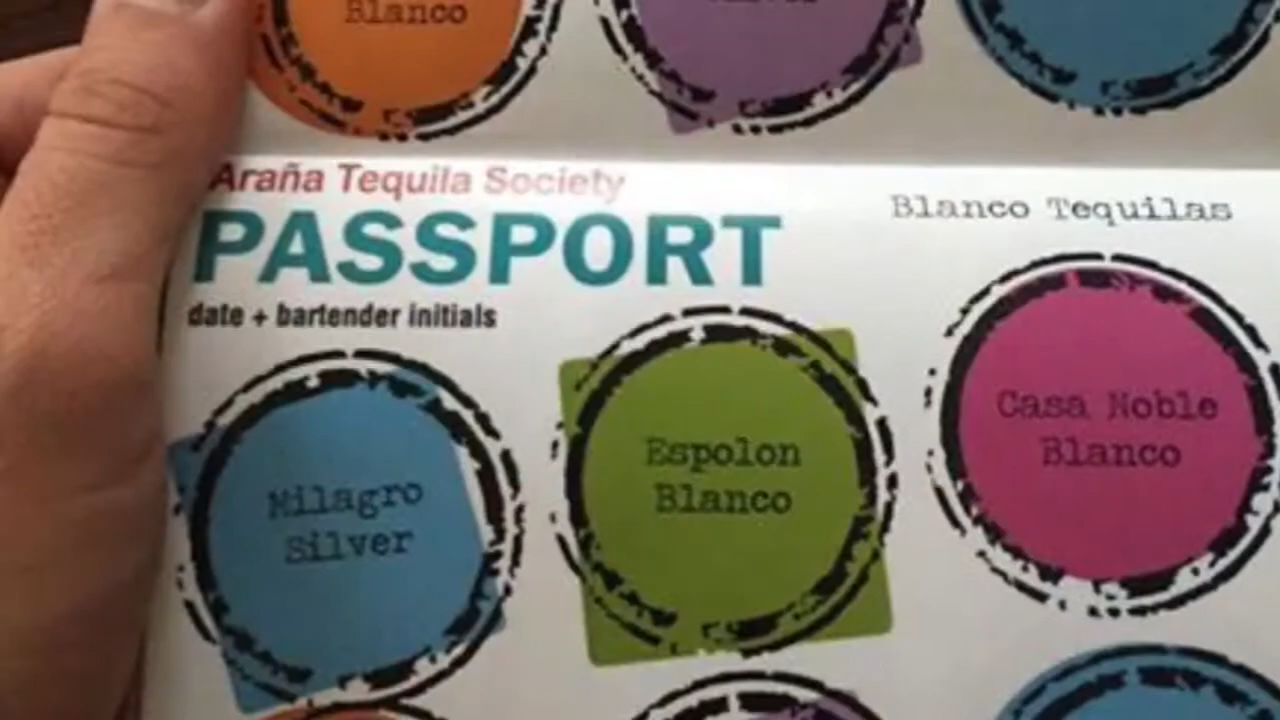 Blanco
Araña Tequila Society
PASSPORT
date + bartender initials
Blanco Tequilas
Milagro
Silver
Espolon
Blanco
Casa Noble
Blanco